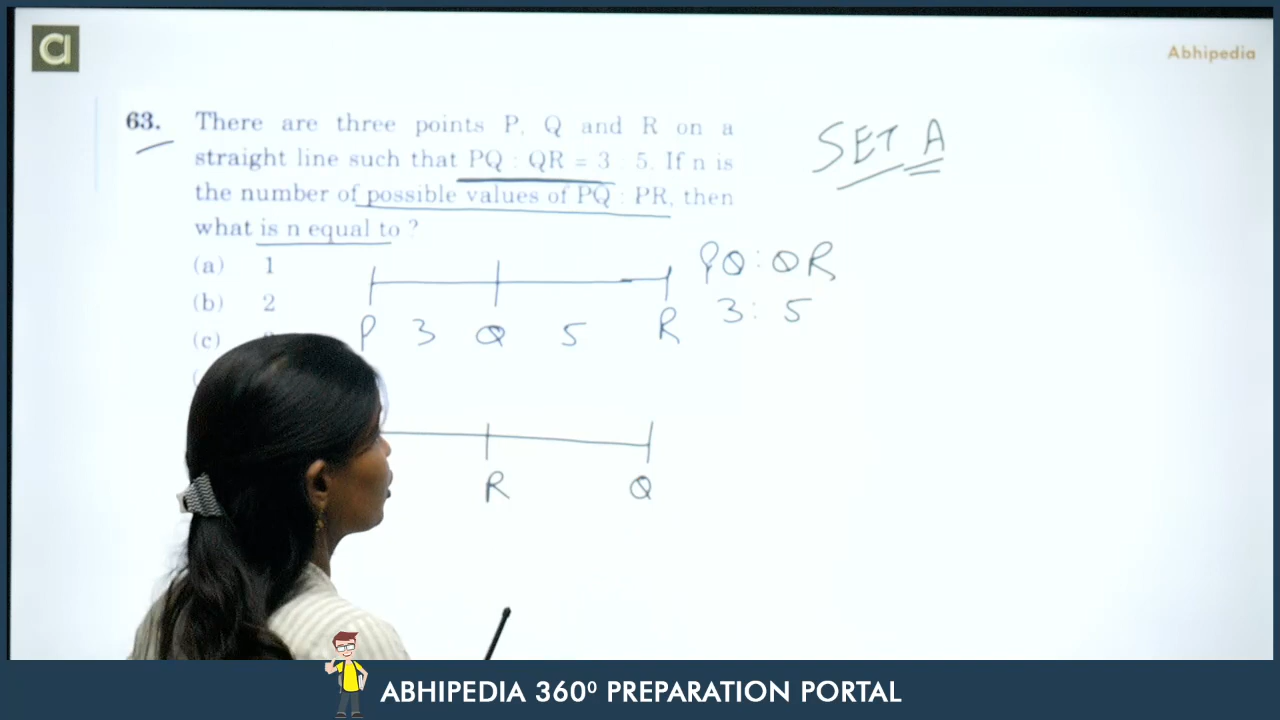 Abhipedia
63. There are three points P, Q and R on a
straight line such that PQ : QR = 3 : 5. If n is
the number of possible values of PQ : PR, then
what is n equal to ?
(a) 1
(b) 2
(c)
SET A
PQ : QR
3 : 5
P 3 Q 5 R
R Q
ABHIPEDIA 360⁰ PREPARATION PORTAL